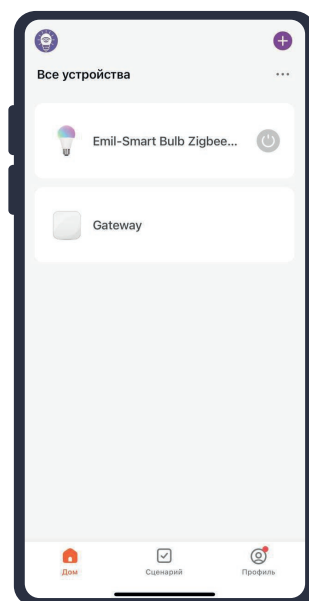 Все устройства
Emil-Smart Bulb Zigbee...
Gateway
Дом
Сценарий
Профиль